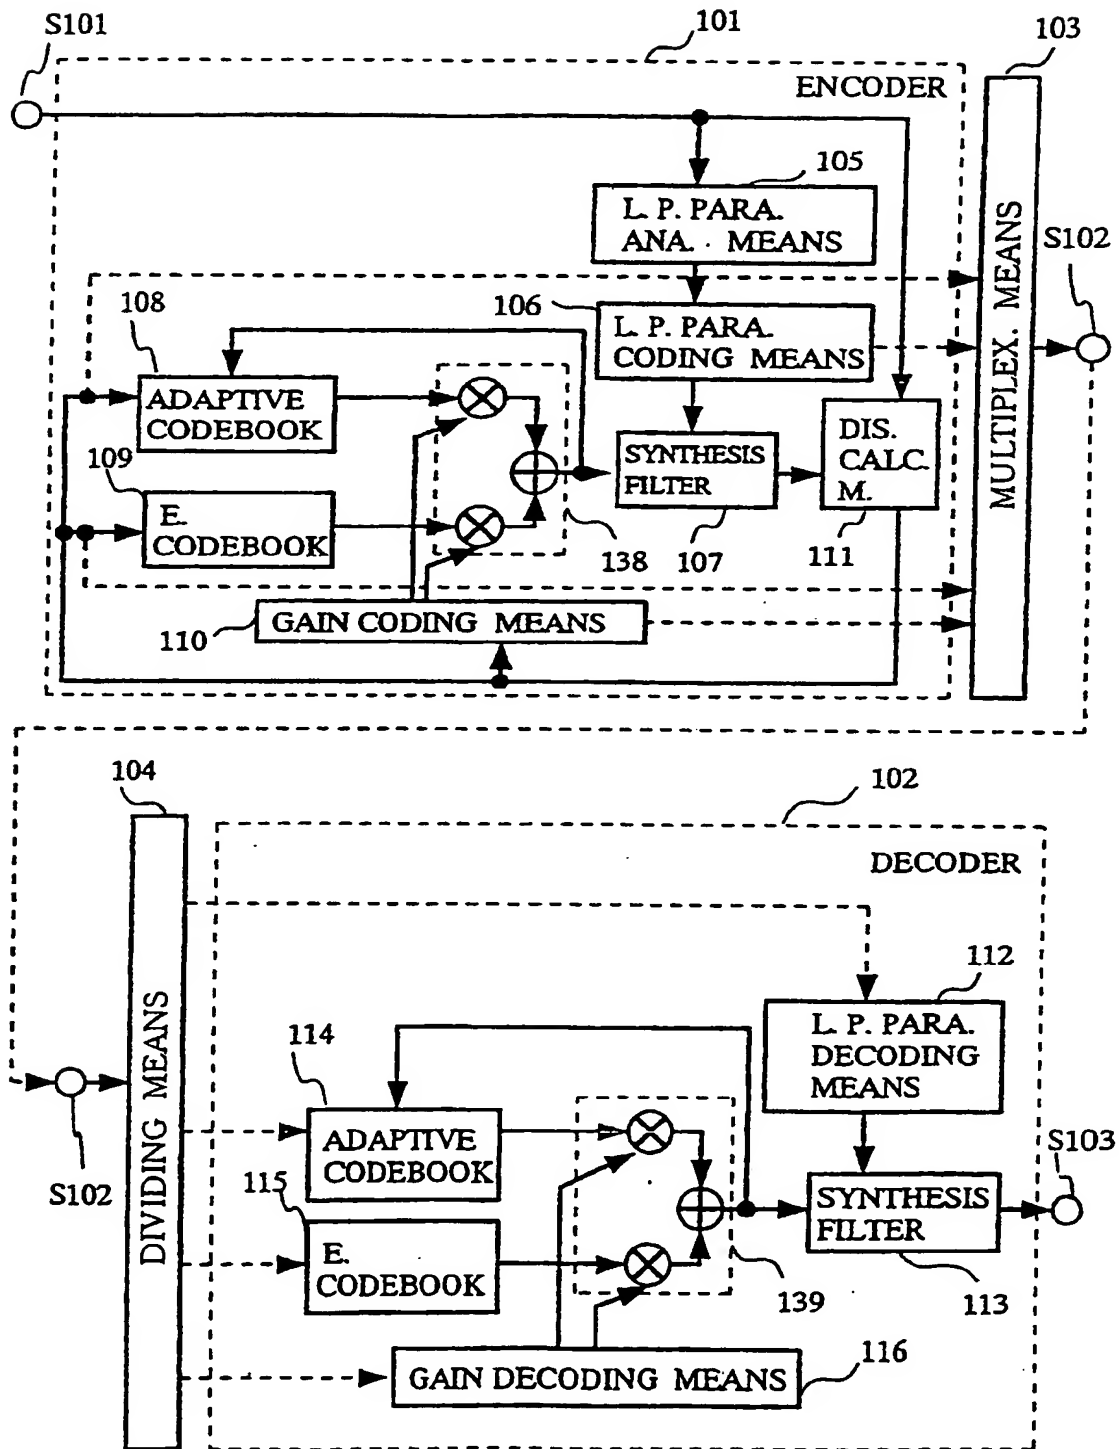 S101
101
103
ENCODER
105
L. P. PARA.
ANA. MEANS
MULTIPLEX. MEANS
S102
108
106
L. P. PARA.
CODING MEANS
ADAPTIVE
CODEBOOK
DIS.
CALC.
M.
SYNTHESIS
FILTER
109
E.
CODEBOOK
138
107
111
110
GAIN CODING MEANS
104
102
DECODER
DIVIDING MEANS
112
L. P. PARA.
DECODING
MEANS
114
ADAPTIVE
CODEBOOK
S102
S103
115
SYNTHESIS
FILTER
E.
CODEBOOK
139
113
116
GAIN DECODING MEANS